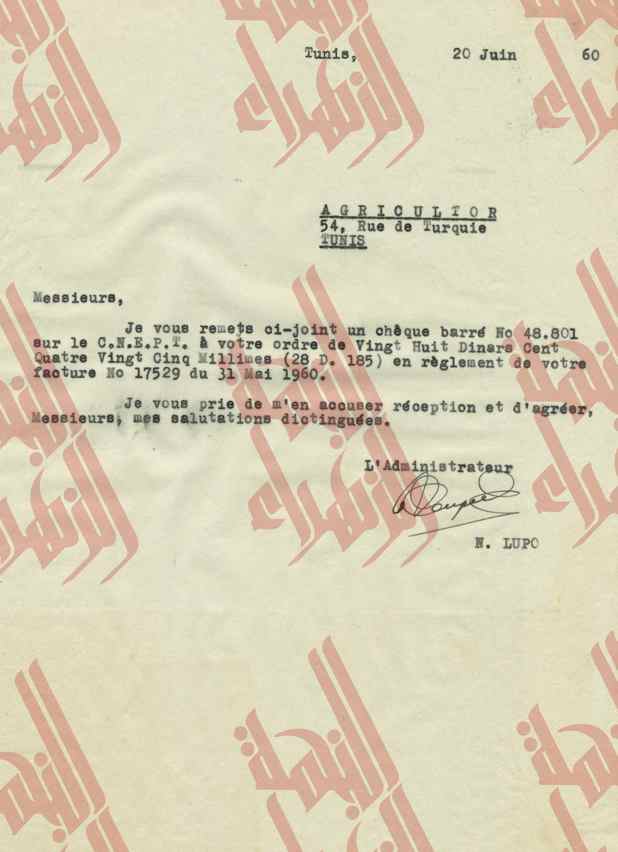 Tunis, 20 Juin 60
AGRICULTOR
54, Rue de Turquie
TUNIS
Messieurs,
Je vous remets ci-joint un chèque barré No 48.801
sur le C.N.E.P.T. à votre ordre de Vingt Huit Dinars Cent
Quatre Vingt Cinq Millimes (28 D. 185) en règlement de votre
facture No 17529 du 31 Mai 1960.
Je vous prie de m'en accuser réception et d'agréer,
Messieurs, mes salutations dictinguées.
L'Administrateur
N. LUPO